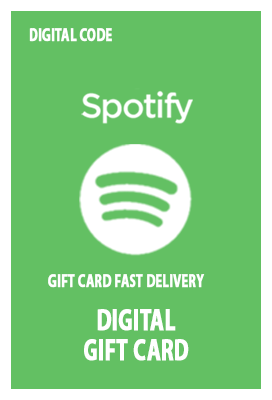 DIGITAL CODE
Spotify
GIFT CARD FAST DELIVERY
DIGITAL
GIFT CARD